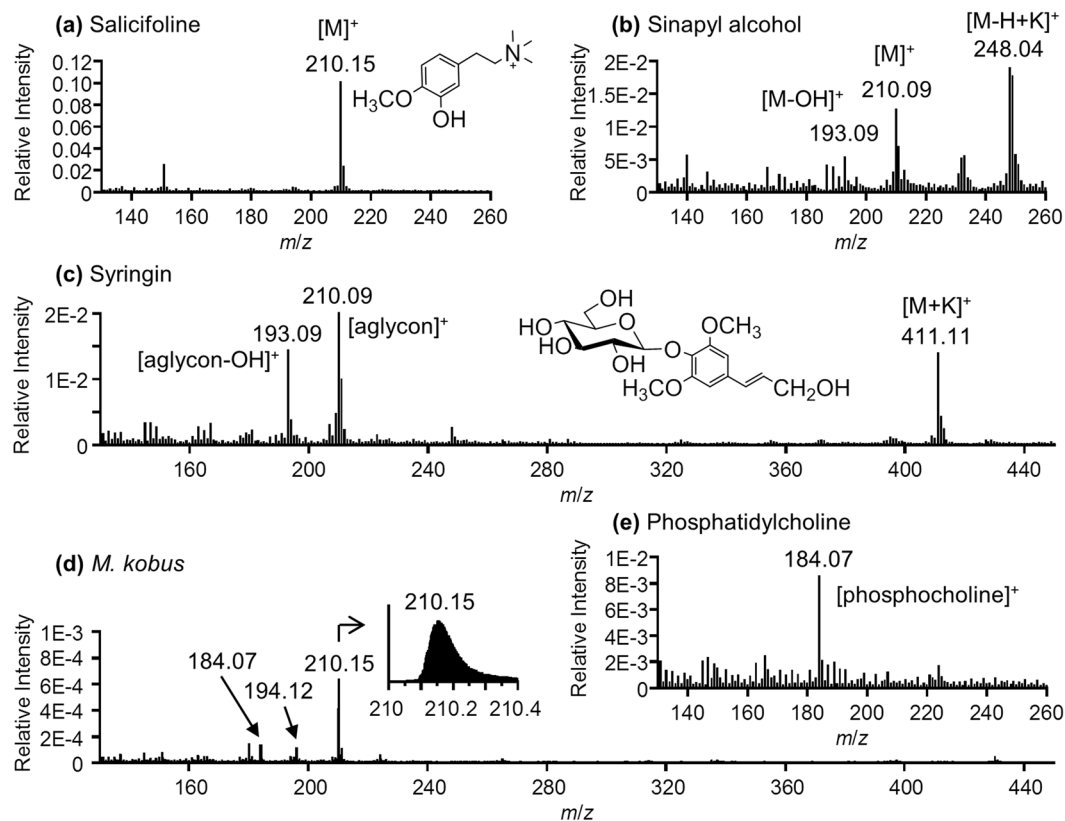 (a) Salicifoline
[M]⁺
210.15
Relative Intensity
0.12
0.10
0.08
0.06
0.04
0.02
0
140 160 180 200 220 240 260
m/z
H₃CO
OH
N
+
(b) Sinapyl alcohol
[M-H+K]⁺
248.04
[M]⁺
210.09
[M-OH]⁺
193.09
Relative Intensity
2E-2
1.5E-2
1E-2
5E-3
0
140 160 180 200 220 240 260
m/z
(c) Syringin
210.09
[aglycon]⁺
193.09
[aglycon-OH]⁺
[M+K]⁺
411.11
Relative Intensity
2E-2
1E-2
0
160 200 240 280 320 360 400 440
m/z
OH
HO
O
HO
OH
O
OCH₃
H₃CO
CH₂OH
(d) M. kobus
Relative Intensity
1E-3
8E-4
6E-4
4E-4
2E-4
0
184.07
194.12
210.15
210.15
210 210.2 210.4
160 200 240 280 320 360 400 440
m/z
(e) Phosphatidylcholine
184.07
[phosphocholine]⁺
Relative Intensity
1E-2
8E-3
6E-3
4E-3
2E-3
0
140 160 180 200 220 240 260
m/z